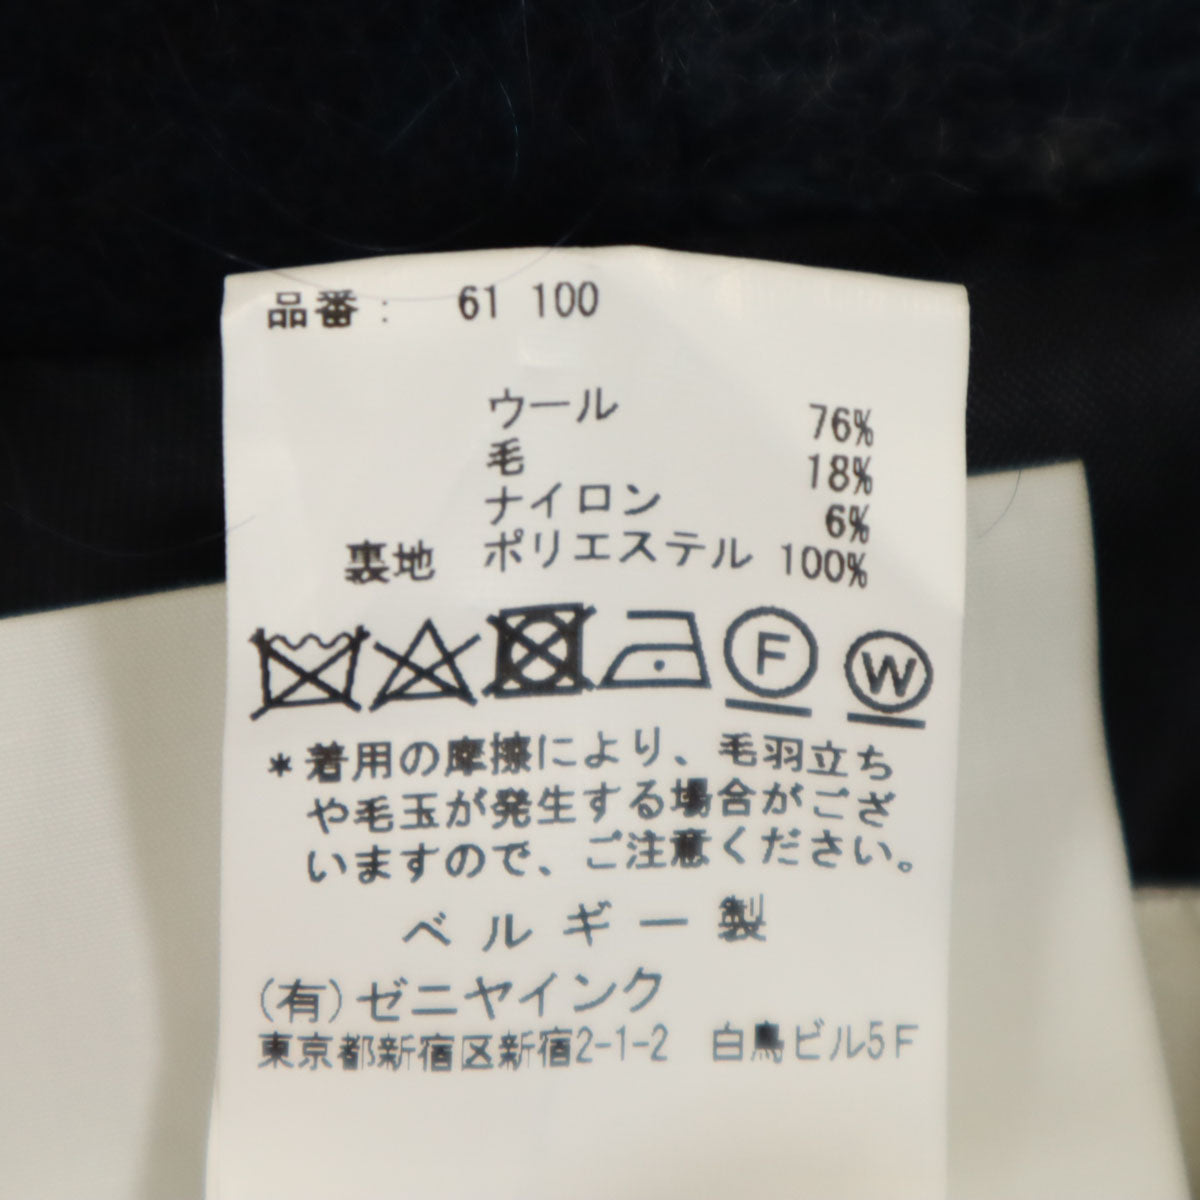 品番： 61 100
ウール 76%
毛 18%
ナイロン 6%
裏地 ポリエステル 100%
F W
*着用の摩擦により、毛羽立ち
や毛玉が発生する場合がござ
いますので、ご注意ください。
ベルギー製
(有)ゼニヤインク
東京都新宿区新宿2-1-2 白鳥ビル5F